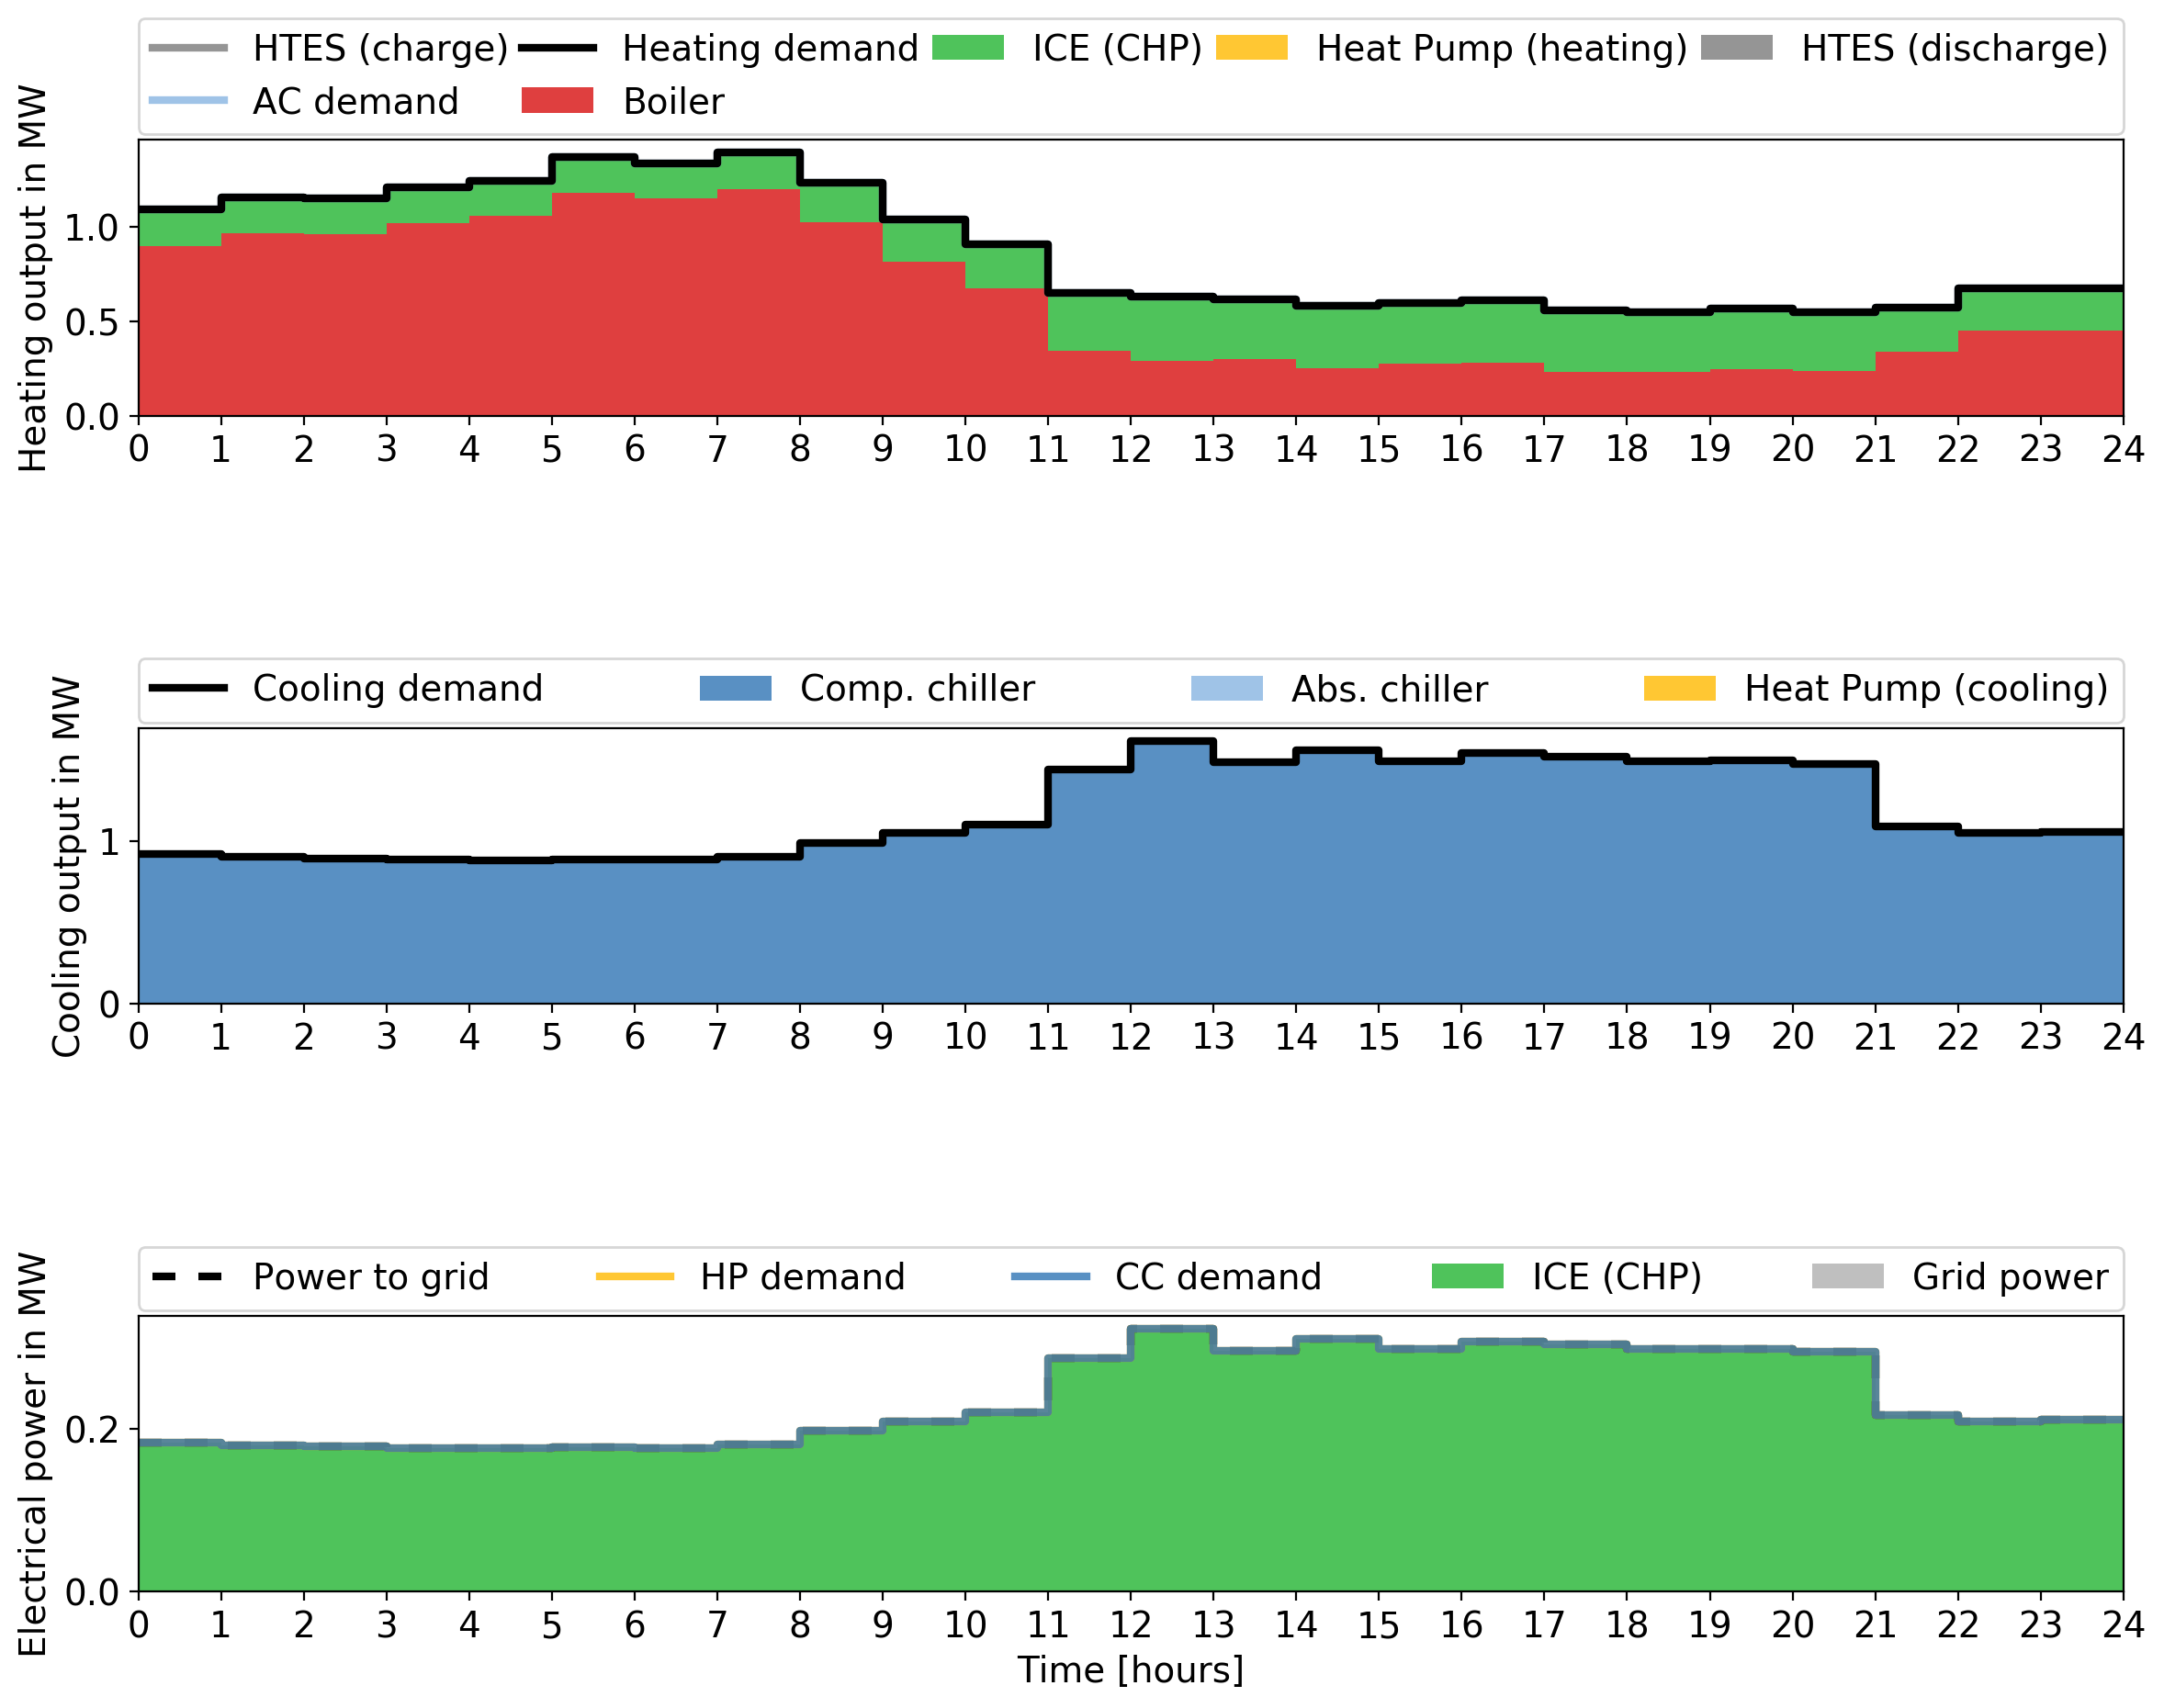 HTES (charge) Heating demand ICE (CHP) Heat Pump (heating) HTES (discharge)
AC demand Boiler
Heating output in MW
1.0
0.5
0.0
0 1 2 3 4 5 6 7 8 9 10 11 12 13 14 15 16 17 18 19 20 21 22 23 24
Cooling demand Comp. chiller Abs. chiller Heat Pump (cooling)
Cooling output in MW
1
0
0 1 2 3 4 5 6 7 8 9 10 11 12 13 14 15 16 17 18 19 20 21 22 23 24
Power to grid HP demand CC demand ICE (CHP) Grid power
Electrical power in MW
0.2
0.0
0 1 2 3 4 5 6 7 8 9 10 11 12 13 14 15 16 17 18 19 20 21 22 23 24
Time [hours]